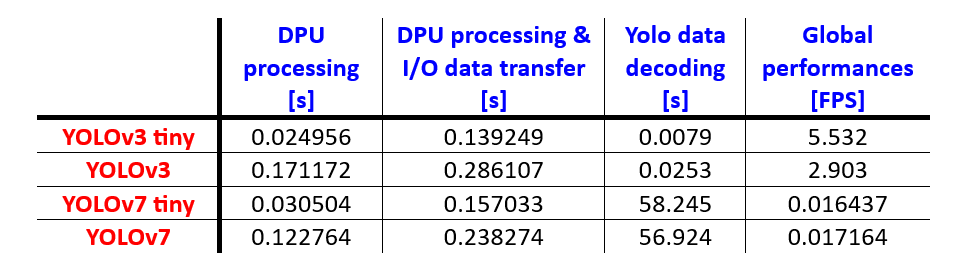 DPU processing [s] DPU processing & I/O data transfer [s] Yolo data decoding [s] Global performances [FPS]
YOLOv3 tiny 0.024956 0.139249 0.0079 5.532
YOLOv3 0.171172 0.286107 0.0253 2.903
YOLOv7 tiny 0.030504 0.157033 58.245 0.016437
YOLOv7 0.122764 0.238274 56.924 0.017164